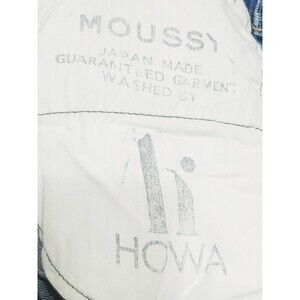 MOUSSY
JAPAN MADE
GUARANTEED GARMENT
WASHED BY
HOWA